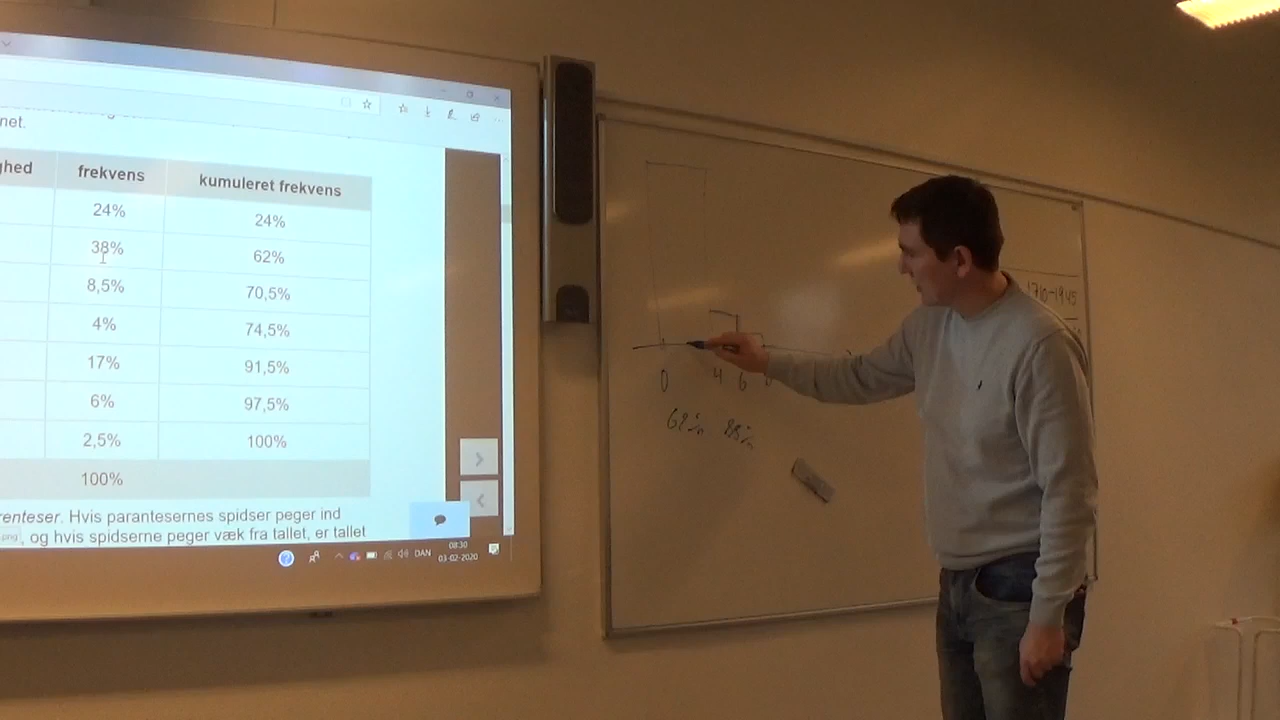 net.
ghed frekvens kumuleret frekvens
24% 24%
38% 62%
8,5% 70,5%
4% 74,5%
17% 91,5%
6% 97,5%
2,5% 100%
100%
renteser. Hvis parantesernes spidser peger ind
.png , og hvis spidserne peger væk fra tallet, er tallet
DAN
08:30
03-02-2020
0 4 6
62%
1710-1945